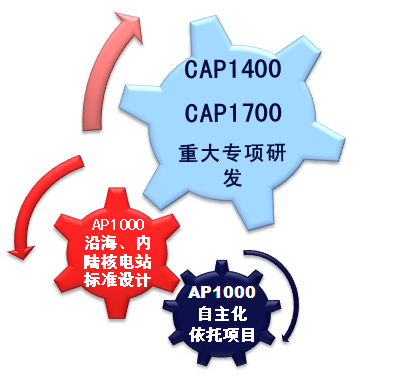 CAP1400
CAP1700
重大专项研
发
AP1000
沿海、内
陆核电站
标准设计
AP1000
自主化
依托项目